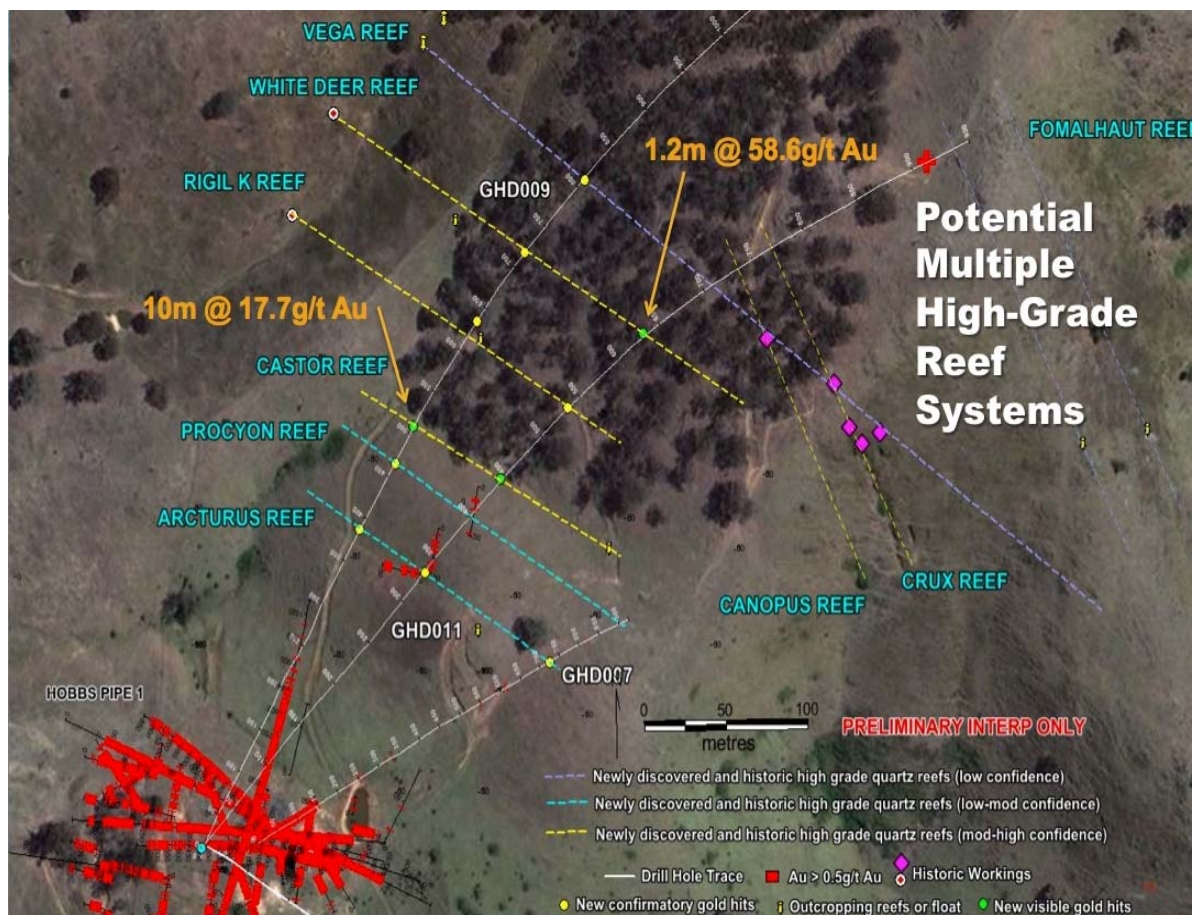 VEGA REEF
WHITE DEER REEF
FOMALHAUT REEF
1.2m @ 58.6g/t Au
RIGIL K REEF
GHD009
Potential
Multiple
High-Grade
Reef
Systems
10m @ 17.7g/t Au
CASTOR REEF
PROCYON REEF
ARCTURUS REEF
CRUX REEF
CANOPUS REEF
GHD011
GHD007
HOBBS PIPE 1
0 50 100
metres
PRELIMINARY INTERP ONLY
Newly discovered and historic high grade quartz reefs (low confidence)
Newly discovered and historic high grade quartz reefs (low-mod confidence)
Newly discovered and historic high grade quartz reefs (mod-high confidence)
Drill Hole Trace
Au > 0.5g/t Au
Historic Workings
New confirmatory gold hits
Outcropping reefs or float
New visible gold hits